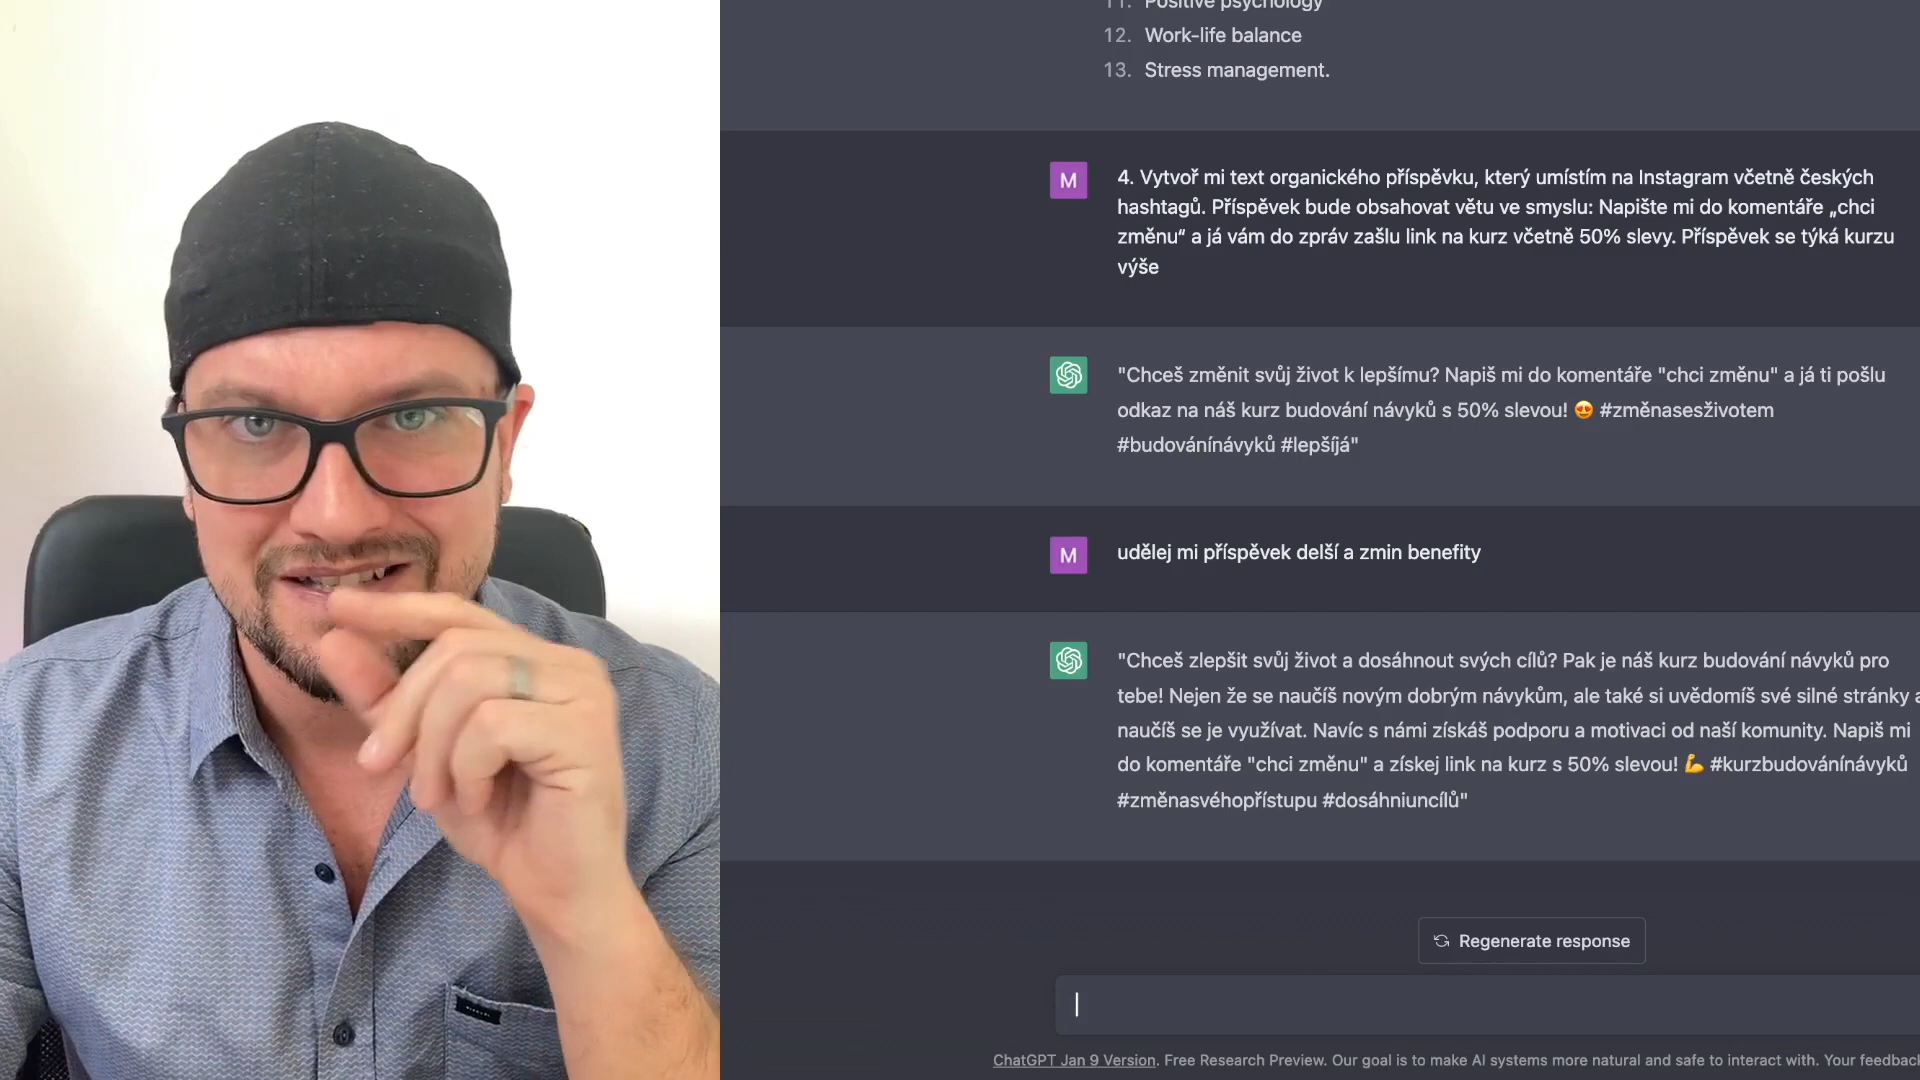 11. Positive psychology
12. Work-life balance
13. Stress management.
M
4. Vytvoř mi text organického příspěvku, který umístím na Instagram včetně českých
hashtagů. Příspěvek bude obsahovat větu ve smyslu: Napište mi do komentáře „chci
změnu“ a já vám do zpráv zašlu link na kurz včetně 50% slevy. Příspěvek se týká kurzu
výše
"Chceš změnit svůj život k lepšímu? Napiš mi do komentáře "chci změnu" a já ti pošlu
odkaz na náš kurz budování návyků s 50% slevou! 😍 #změnasesživotem
#budovánínávyků #lepšíjá"
M
udělej mi příspěvek delší a zmin benefity
"Chceš zlepšit svůj život a dosáhnout svých cílů? Pak je náš kurz budování návyků pro
tebe! Nejen že se naučíš novým dobrým návykům, ale také si uvědomíš své silné stránky a
naučíš se je využívat. Navíc s námi získáš podporu a motivaci od naší komunity. Napiš mi
do komentáře "chci změnu" a získej link na kurz s 50% slevou! 💪 #kurzbudovánínávyků
#změnasvéhopřístupu #dosáhniuncílů"
Regenerate response
ChatGPT Jan 9 Version. Free Research Preview. Our goal is to make AI systems more natural and safe to interact with. Your feedback